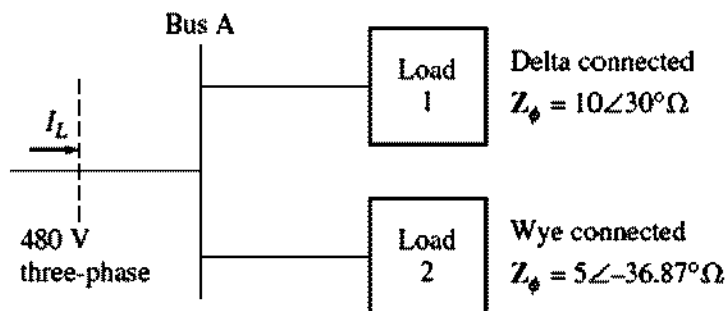 Bus A
I_L
480 V
three-phase
Load
1
Delta connected
Z_ϕ = 10∠30°Ω
Load
2
Wye connected
Z_ϕ = 5∠–36.87°Ω